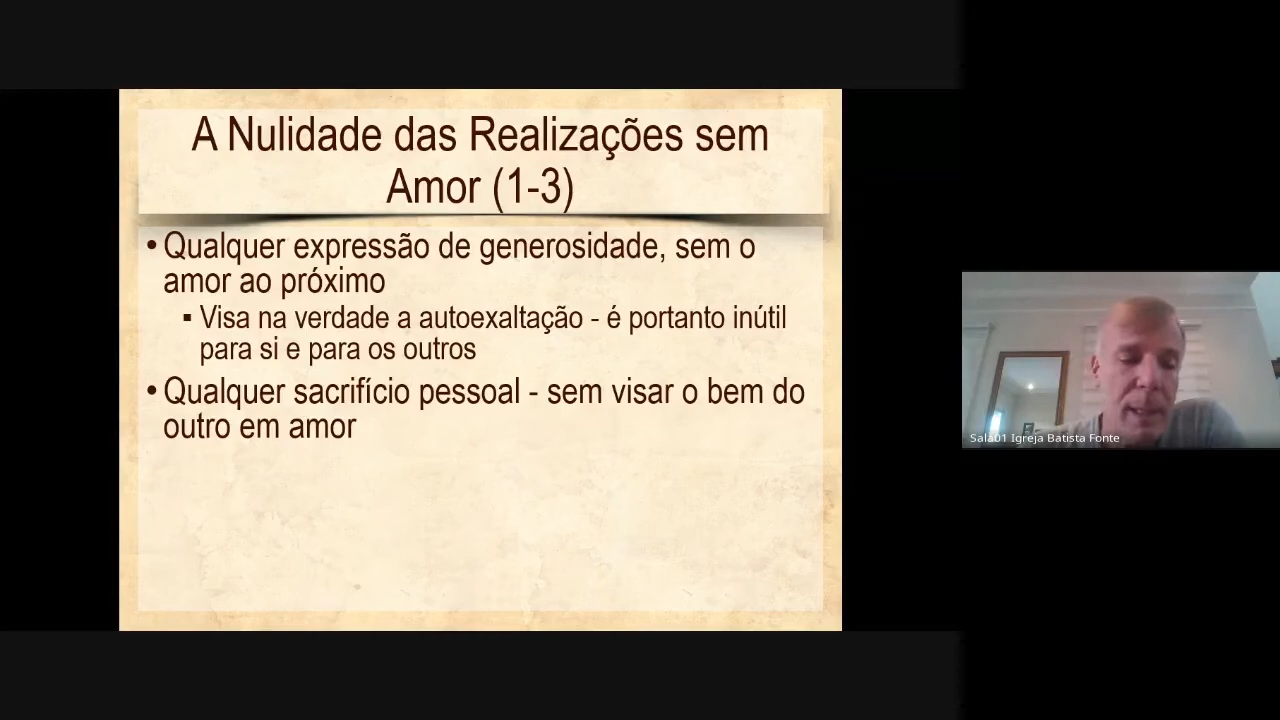 A Nulidade das Realizações sem
Amor (1-3)
• Qualquer expressão de generosidade, sem o
amor ao próximo
▪ Visa na verdade a autoexaltação - é portanto inútil
para si e para os outros
• Qualquer sacrifício pessoal - sem visar o bem do
outro em amor
Sala01 Igreja Batista Fonte